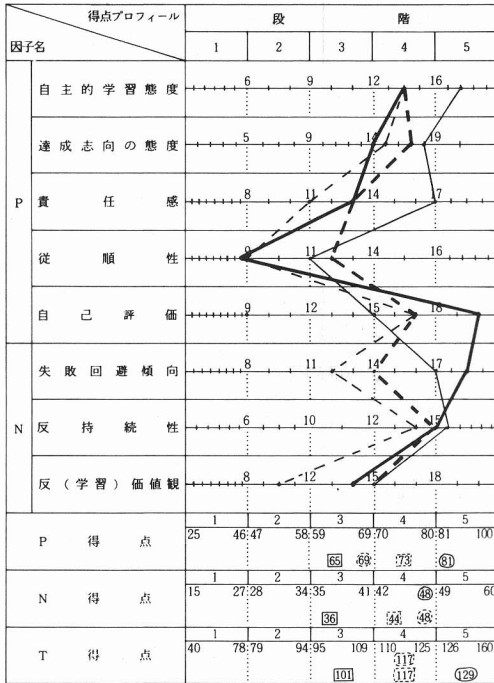 得点プロフィール 段階
因子名 1 2 3 4 5
自主的学習態度 6 9 12 16
達成志向の態度 5 9 14 19
P 責任感 8 11 14 17
従順性 9 11 14 16
自己評価 9 12 15 18
失敗回避傾向 8 11 14 17
N 反持続性 6 10 12 15
反（学習）価値観 8 12 15 18
1 2 3 4 5
P得点 25 46 47 58 59 69 70 80 81 100
65 69 73 81
1 2 3 4 5
N得点 15 27 28 34 35 41 42 48 49 60
36 44 48
1 2 3 4 5
T得点 40 78 79 94 95 109 110 125 126 160
117
101 117 129